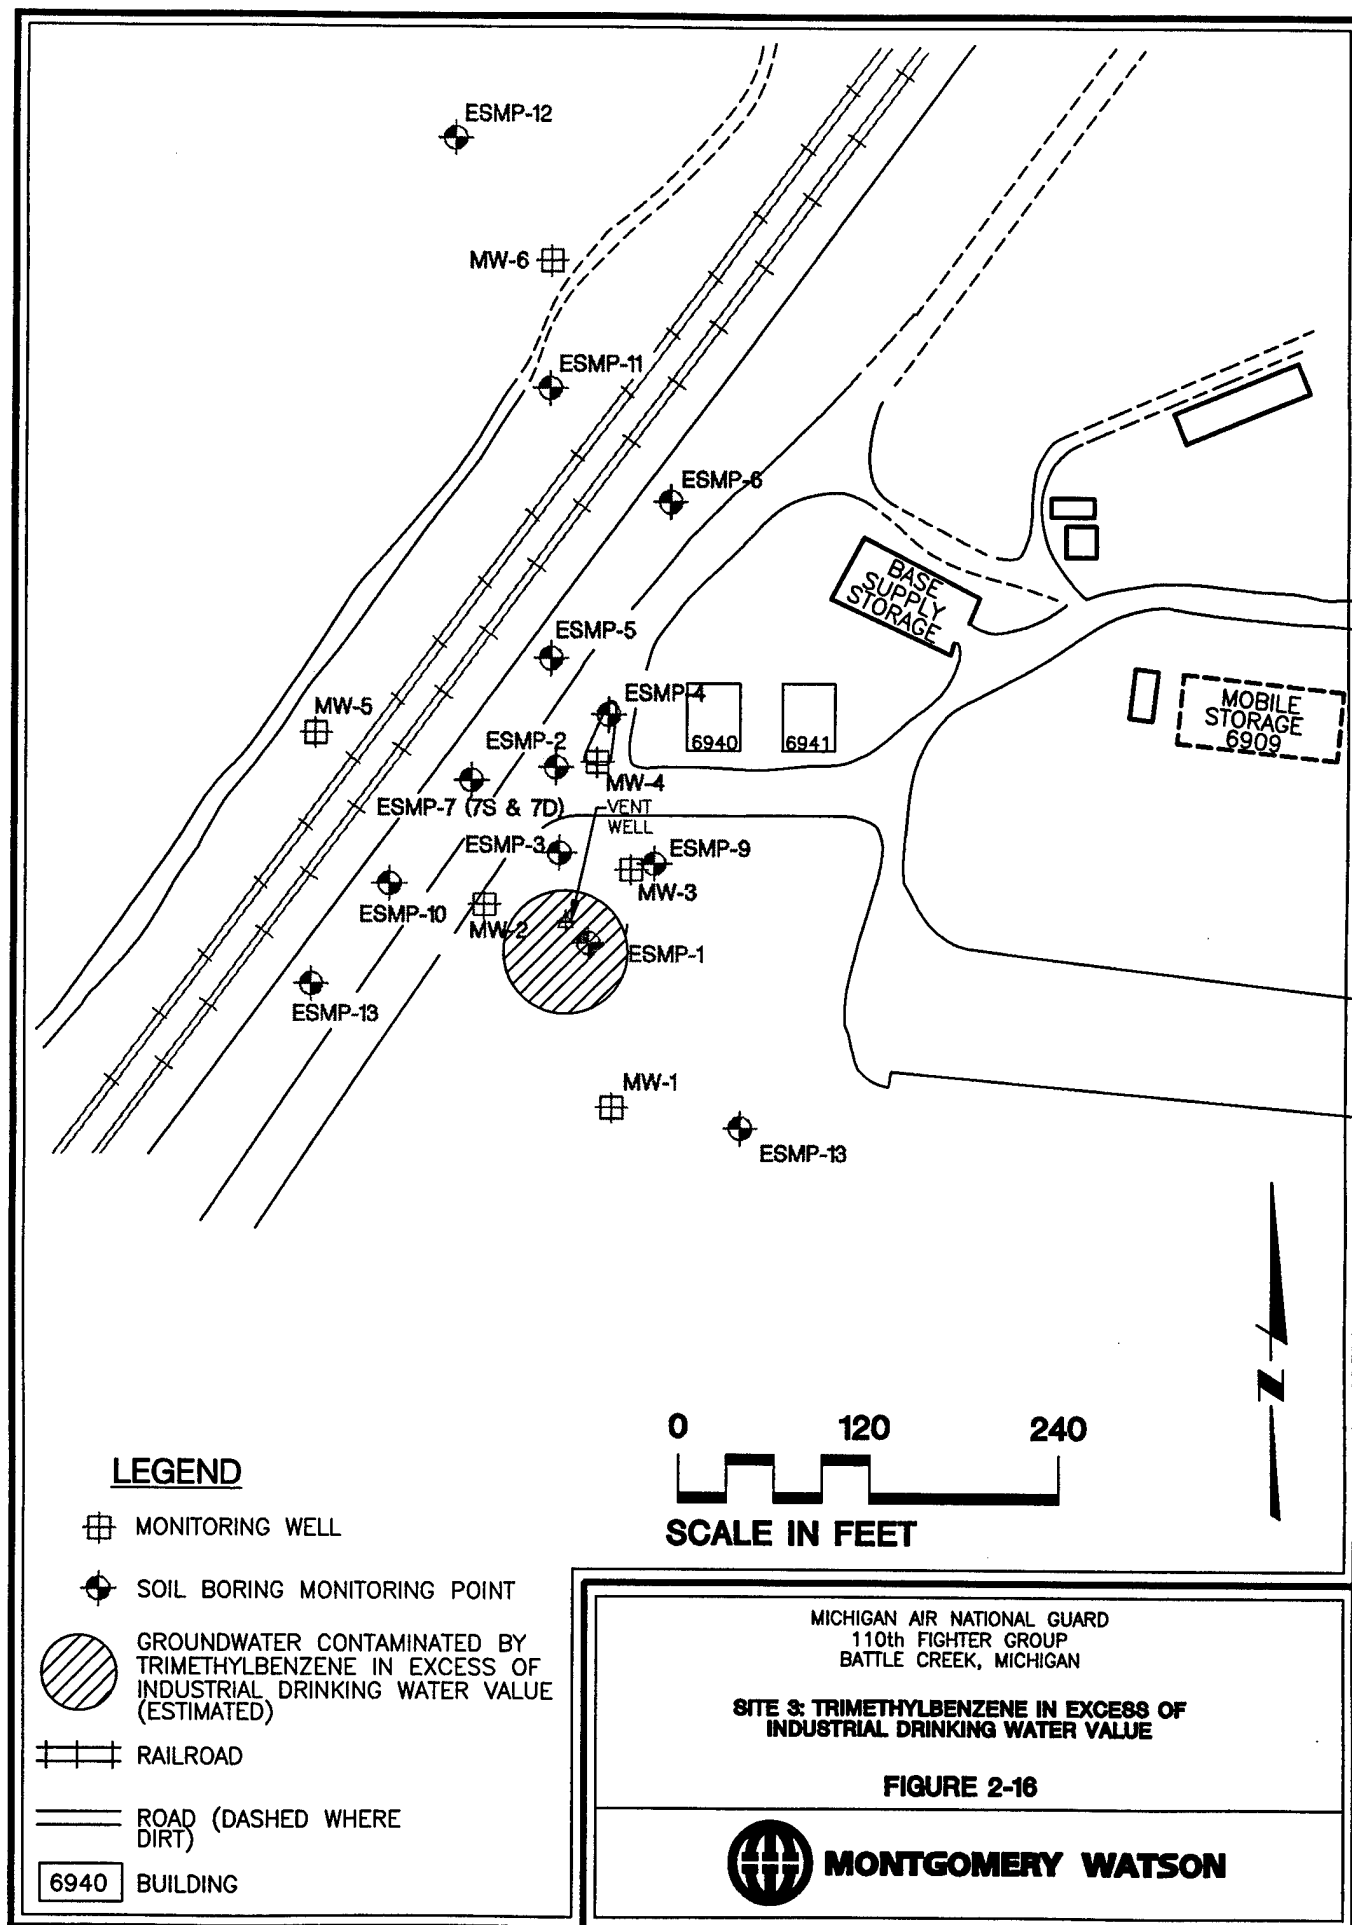 ESMP-12
MW-6
ESMP-11
ESMP-6
BASE
SUPPLY
STORAGE
ESMP-5
ESMP-4
MW-5
ESMP-2
6940
6941
MOBILE
STORAGE
6909
MW-4
ESMP-7 (7S & 7D)
VENT
WELL
ESMP-3
ESMP-9
MW-3
ESMP-10
MW-2
ESMP-1
ESMP-13
MW-1
ESMP-13
N
0 120 240
SCALE IN FEET
LEGEND
MONITORING WELL
SOIL BORING MONITORING POINT
GROUNDWATER CONTAMINATED BY
TRIMETHYLBENZENE IN EXCESS OF
INDUSTRIAL DRINKING WATER VALUE
(ESTIMATED)
RAILROAD
ROAD (DASHED WHERE
DIRT)
6940 BUILDING
MICHIGAN AIR NATIONAL GUARD
110th FIGHTER GROUP
BATTLE CREEK, MICHIGAN
SITE 3: TRIMETHYLBENZENE IN EXCESS OF
INDUSTRIAL DRINKING WATER VALUE
FIGURE 2-16
MONTGOMERY WATSON